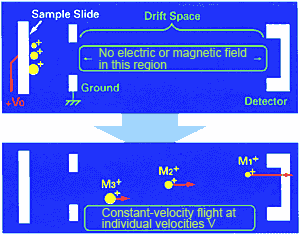 Sample Slide
Drift Space
+
+
+
No electric or magnetic field
in this region
+Vo
Ground
Detector
M1+
M2+
M3+
+
+
+
Constant-velocity flight at
individual velocities V